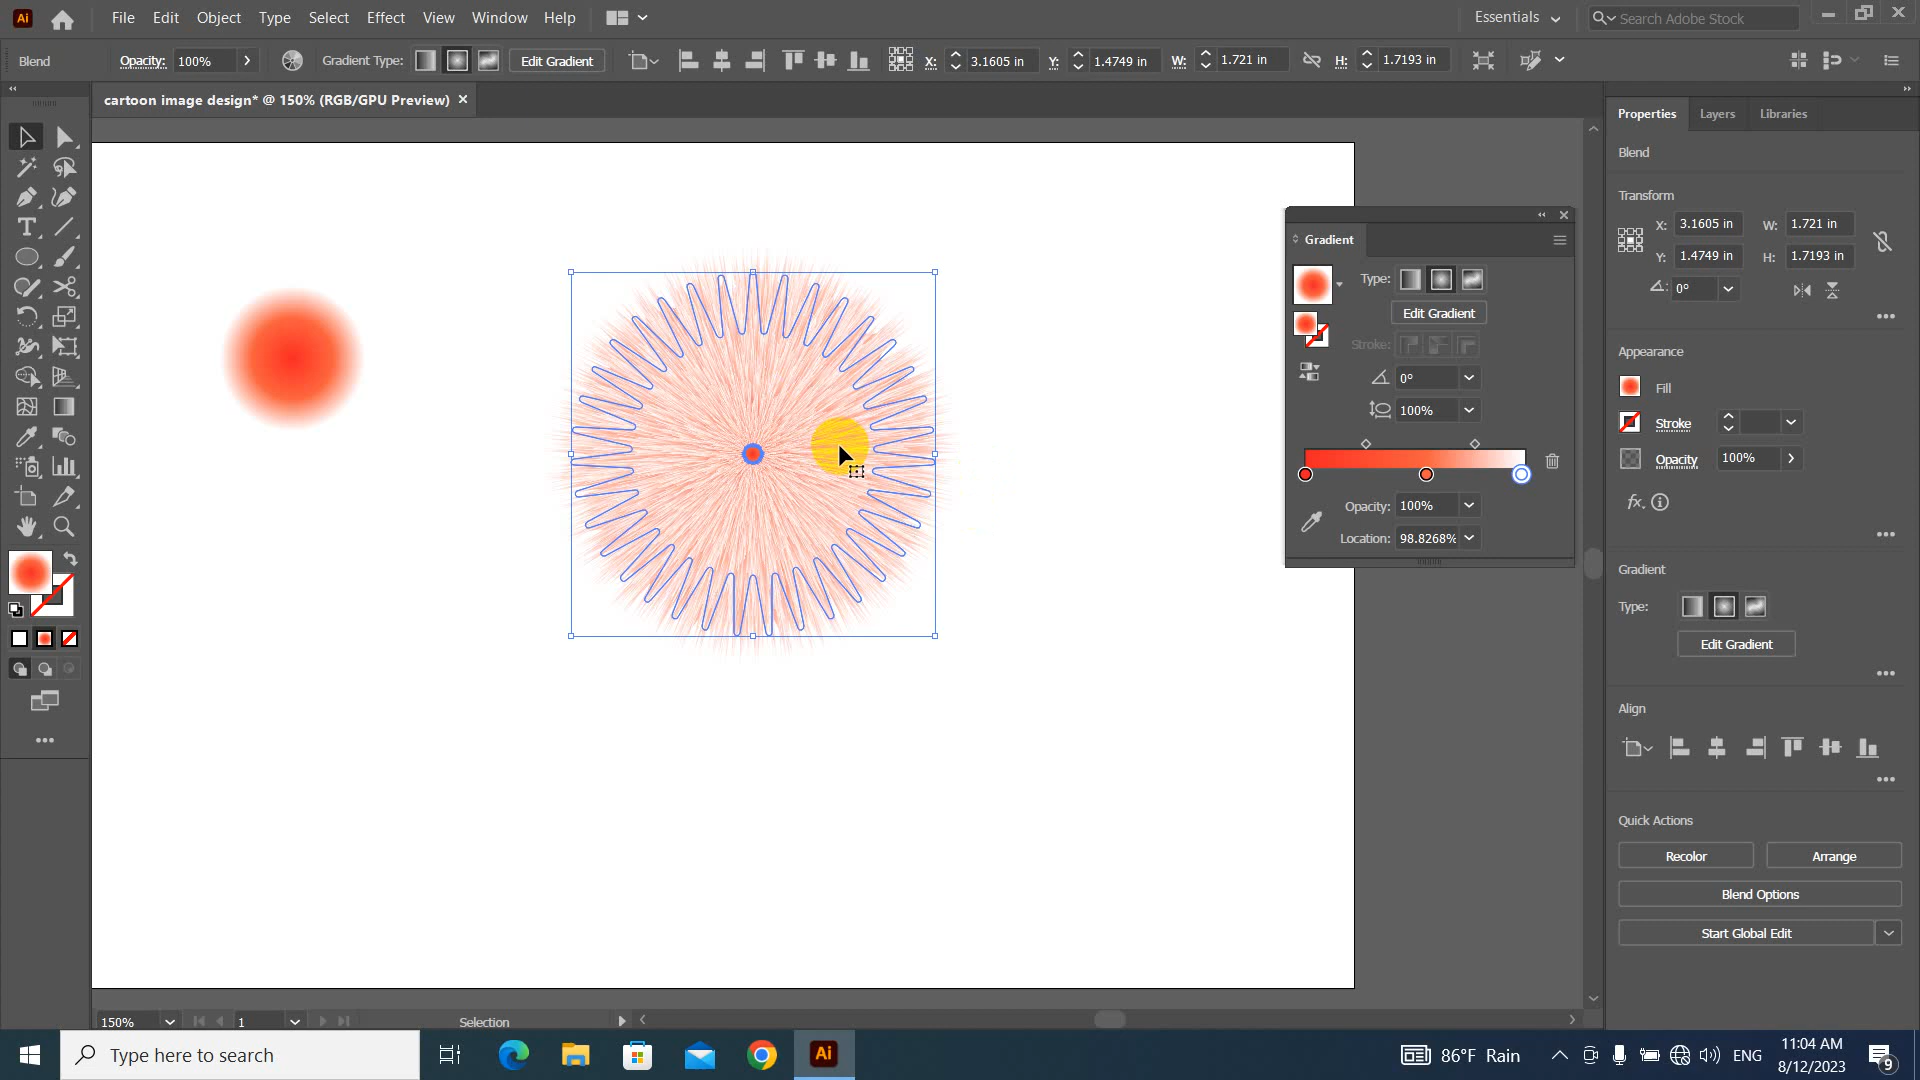 Ai File Edit Object Type Select Effect View Window Help Essentials Search Adobe Stock
Blend Opacity: 100% Gradient Type: Edit Gradient X: 3.1605 in Y: 1.4749 in W: 1.721 in H: 1.7193 in
cartoon image design* @ 150% (RGB/GPU Preview)
Properties Layers Libraries
Blend
Transform
X: 3.1605 in W: 1.721 in
Y: 1.4749 in H: 1.7193 in
0°
Appearance
Fill
Stroke
Opacity 100%
fx.
Gradient
Type:
Edit Gradient
Align
Quick Actions
Recolor Arrange
Blend Options
Start Global Edit
Gradient
Type:
Edit Gradient
Stroke:
0°
100%
Opacity: 100%
Location: 98.8268%
150% 1 Selection
Type here to search
Ai
86°F Rain
ENG
11:04 AM
8/12/2023
9